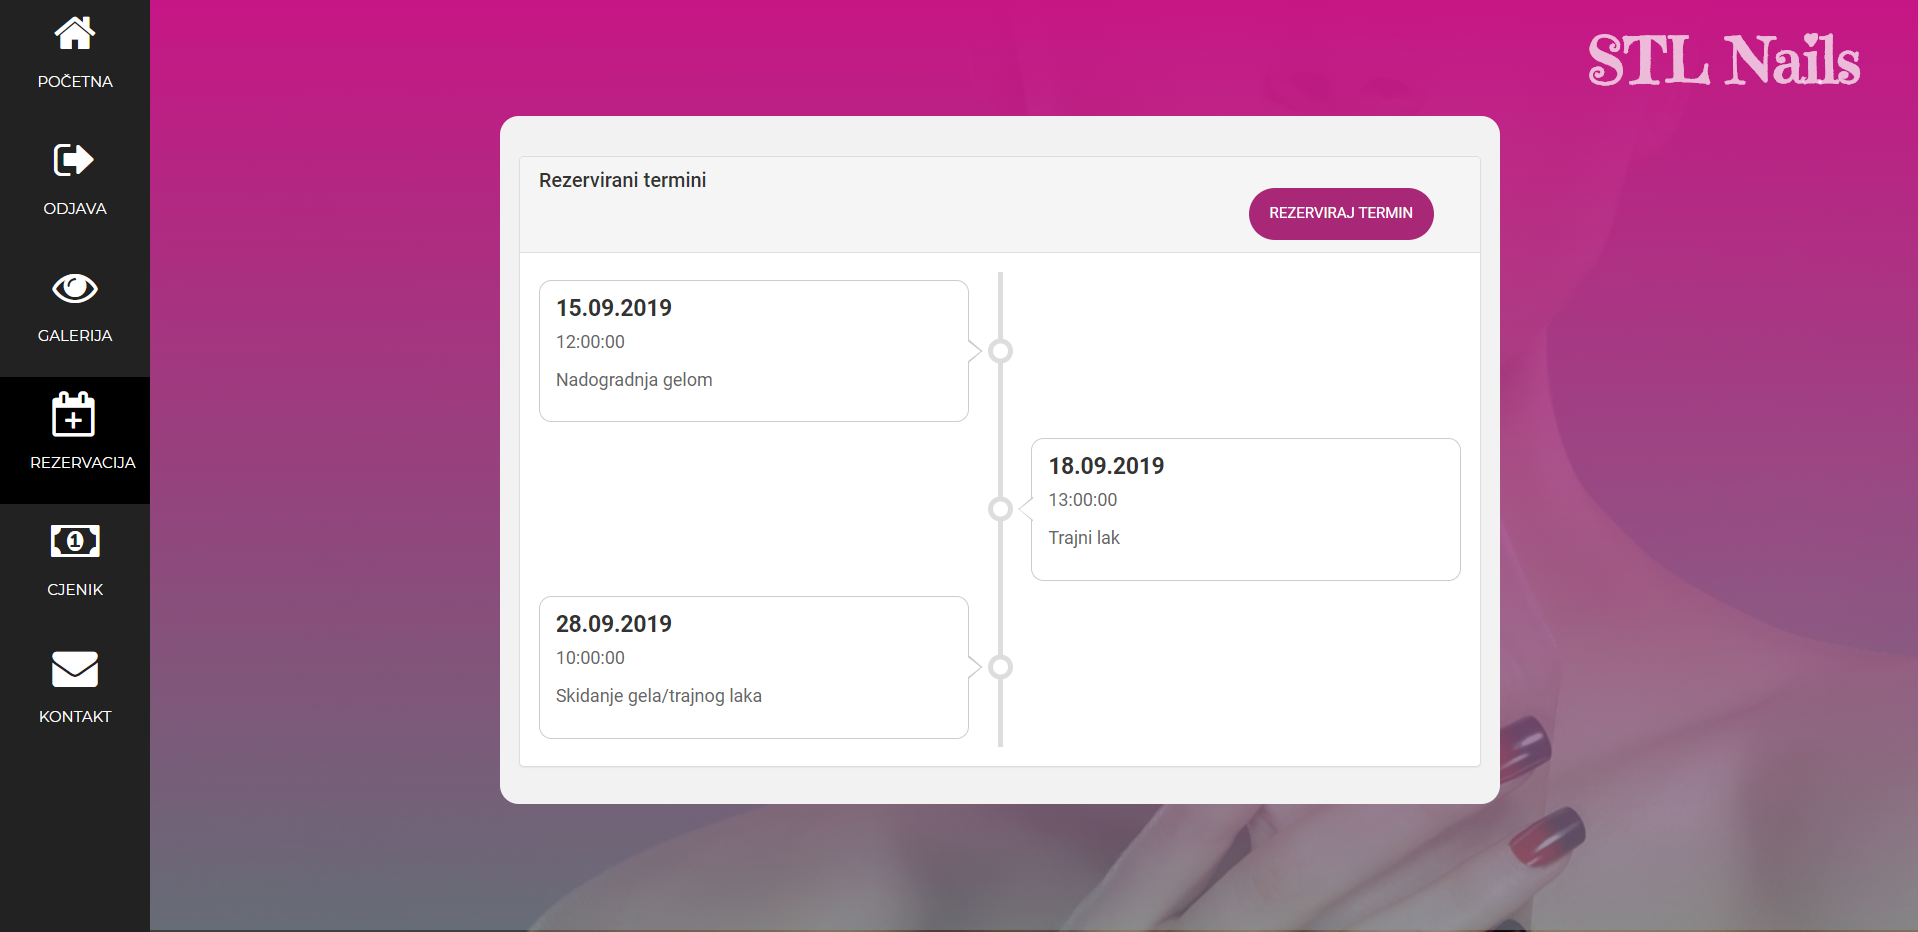 POČETNA
ODJAVA
GALERIJA
REZERVACIJA
1
CJENIK
KONTAKT
STL Nails
Rezervirani termini
REZERVIRAJ TERMIN
15.09.2019
12:00:00
Nadogradnja gelom
18.09.2019
13:00:00
Trajni lak
28.09.2019
10:00:00
Skidanje gela/trajnog laka